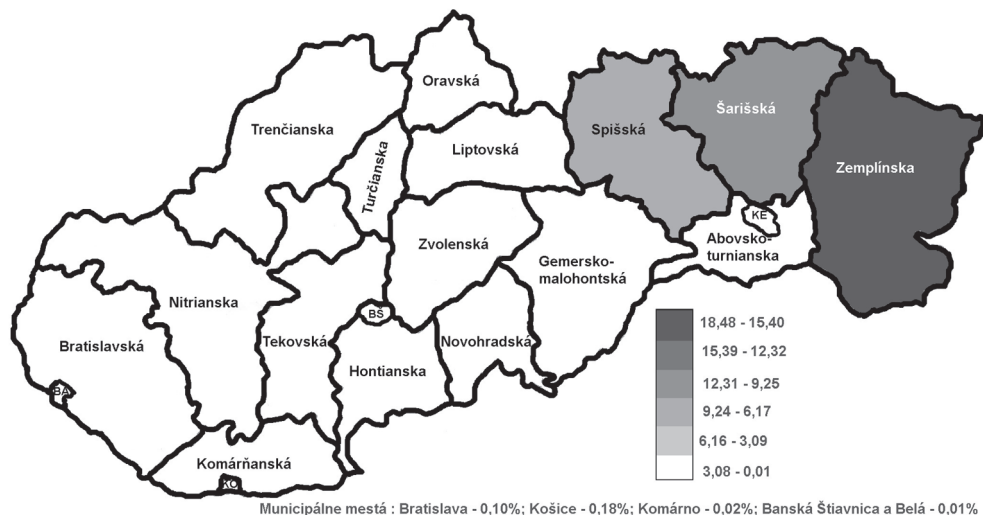 Oravská
Trenčianska
Šarišská
Spišská
Liptovská
Zemplínska
Turčianska
KE
Zvolenská
Abovsko-
turnianska
Gemersko-
malohontská
Nitrianska
BŠ
Bratislavská
Tekovská
Novohradská
Hontianska
BA
Komárňanská
KO
18,48 - 15,40
15,39 - 12,32
12,31 - 9,25
9,24 - 6,17
6,16 - 3,09
3,08 - 0,01
Municipálne mestá : Bratislava - 0,10%; Košice - 0,18%; Komárno - 0,02%; Banská Štiavnica a Belá - 0,01%